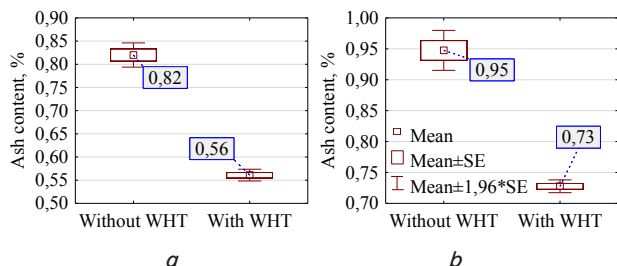 Ash content, %
0,90
0,85
0,80
0,75
0,70
0,65
0,60
0,55
0,50
0,82
0,56
Without WHT With WHT
a
Ash content, %
1,00
0,95
0,90
0,85
0,80
0,75
0,70
0,95
0,73
Mean
Mean±SE
Mean±1,96*SE
Without WHT With WHT
b